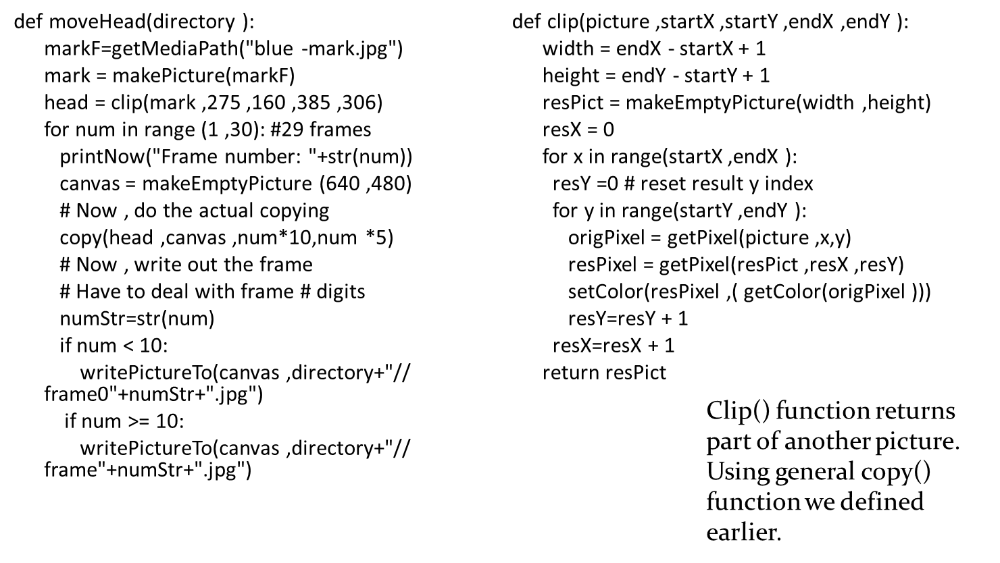 def moveHead(directory ):
markF=getMediaPath("blue -mark.jpg")
mark = makePicture(markF)
head = clip(mark ,275 ,160 ,385 ,306)
for num in range (1 ,30): #29 frames
printNow("Frame number: "+str(num))
canvas = makeEmptyPicture (640 ,480)
# Now , do the actual copying
copy(head ,canvas ,num*10,num *5)
# Now , write out the frame
# Have to deal with frame # digits
numStr=str(num)
if num < 10:
writePictureTo(canvas ,directory+"//
frame0"+numStr+".jpg")
if num >= 10:
writePictureTo(canvas ,directory+"//
frame"+numStr+".jpg")
def clip(picture ,startX ,startY ,endX ,endY ):
width = endX - startX + 1
height = endY - startY + 1
resPict = makeEmptyPicture(width ,height)
resX = 0
for x in range(startX ,endX ):
resY =0 # reset result y index
for y in range(startY ,endY ):
origPixel = getPixel(picture ,x,y)
resPixel = getPixel(resPict ,resX ,resY)
setColor(resPixel ,( getColor(origPixel )))
resY=resY + 1
resX=resX + 1
return resPict
Clip() function returns
part of another picture.
Using general copy()
function we defined
earlier.